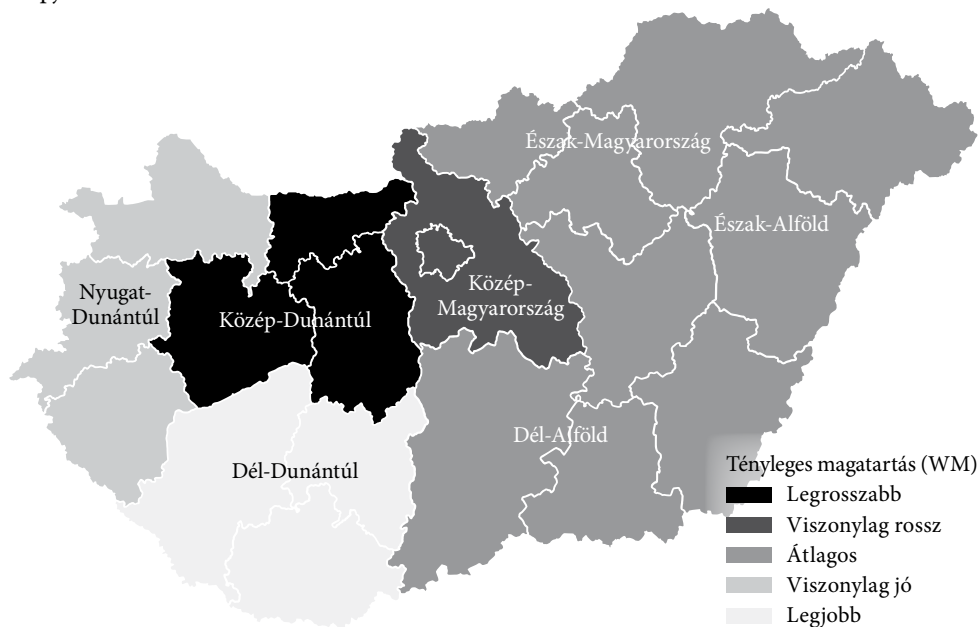 Észak-Magyarország
Észak-Alföld
Nyugat-
Dunántúl
Közép-Dunántúl
Közép-
Magyarország
Dél-Alföld
Dél-Dunántúl
Tényleges magatartás (WM)
Legrosszabb
Viszonylag rossz
Átlagos
Viszonylag jó
Legjobb